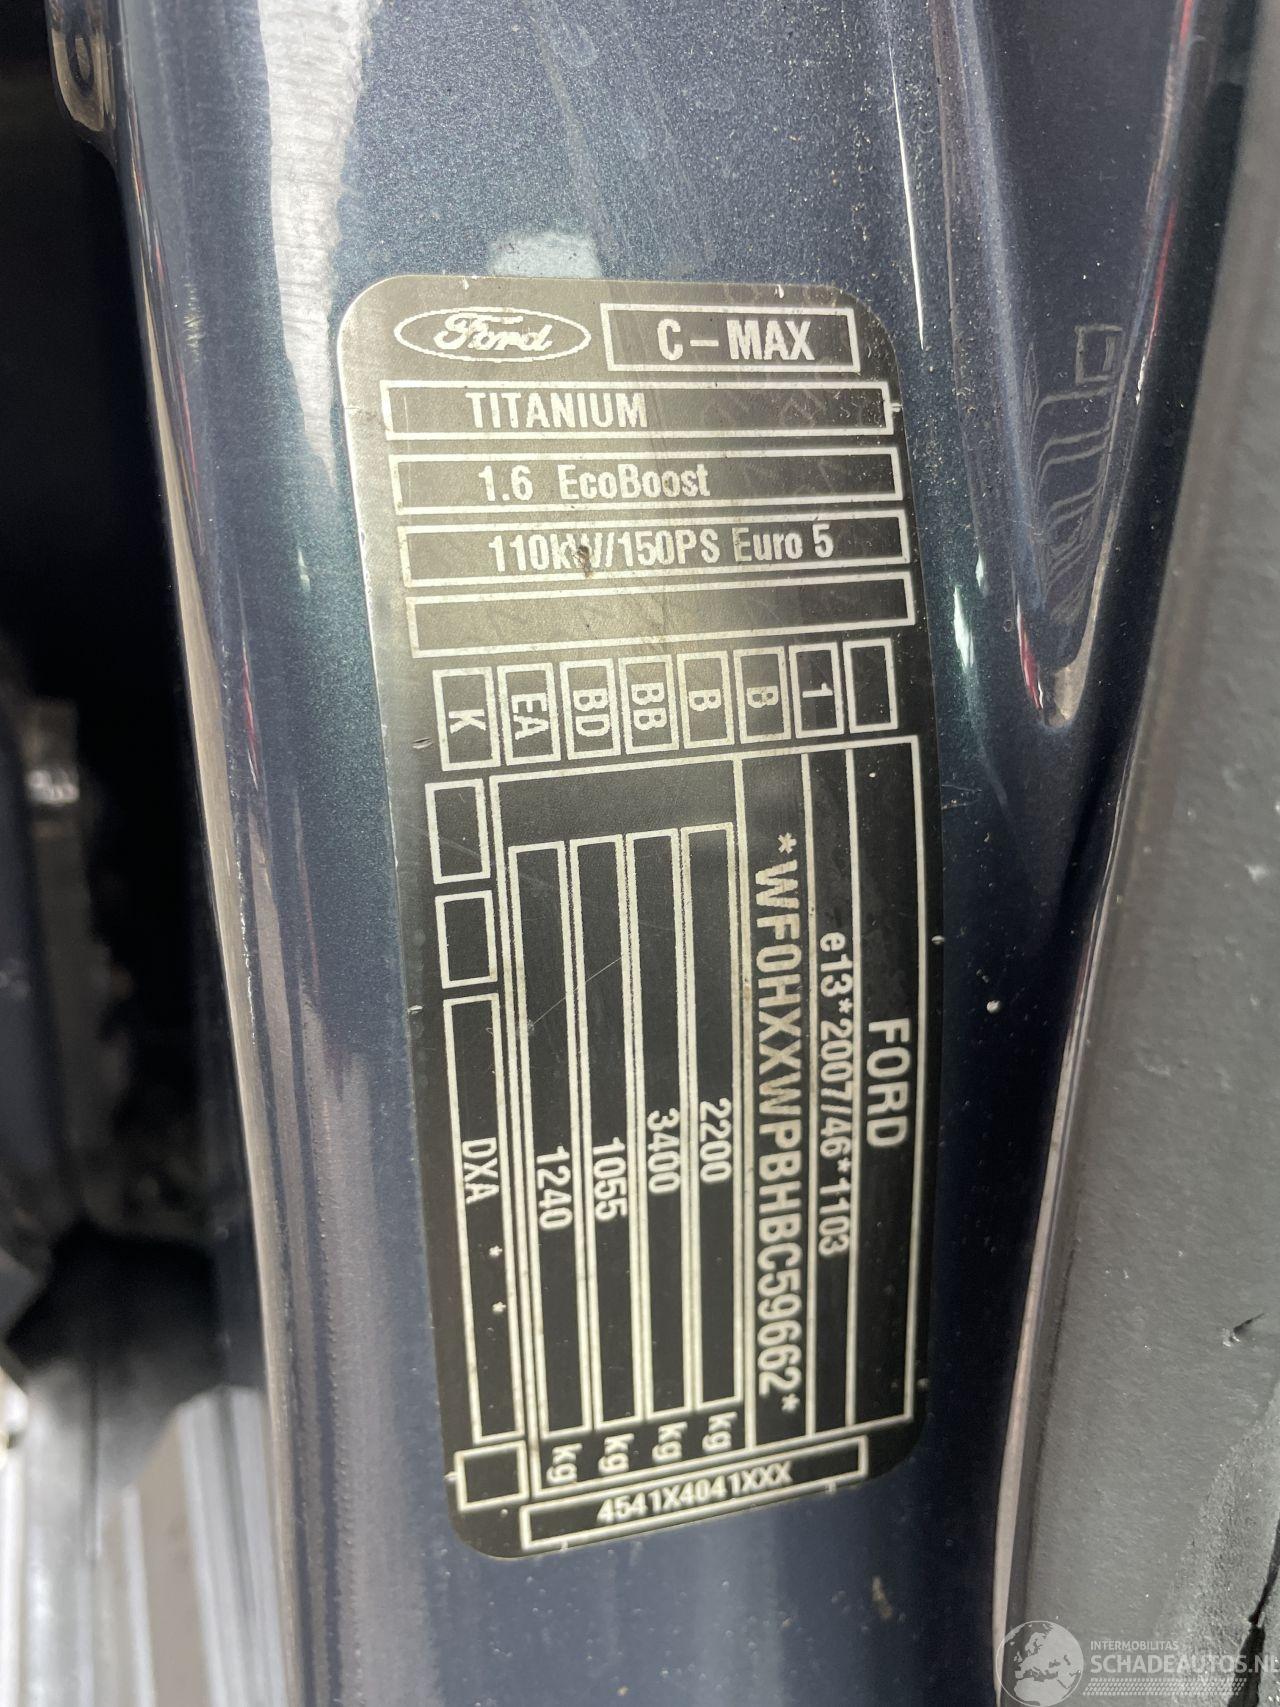 Ford
C-MAX
TITANIUM
1.6 EcoBoost
110kW/150PS Euro 5
1
B
B
BB
BD
EA
K
FORD
e13*2007/46*1103
*WF0HXXWPBHBC59662*
2200 kg
3400 kg
1055 kg
1240 kg
DXA * *
4541X4041XXX
INTERMOBILITAS
SCHADEAUTOS.NL